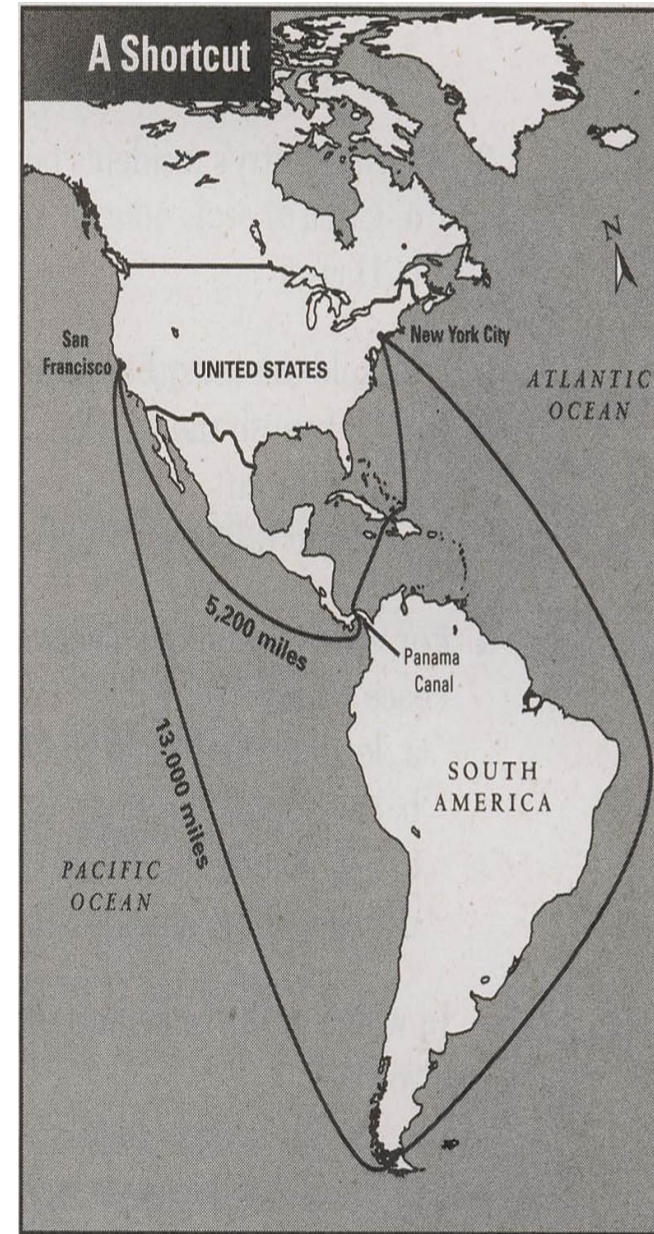 A Shortcut
N
San
Francisco
UNITED STATES
New York City
ATLANTIC
OCEAN
5,200 miles
Panama
Canal
13,000 miles
SOUTH
AMERICA
PACIFIC
OCEAN